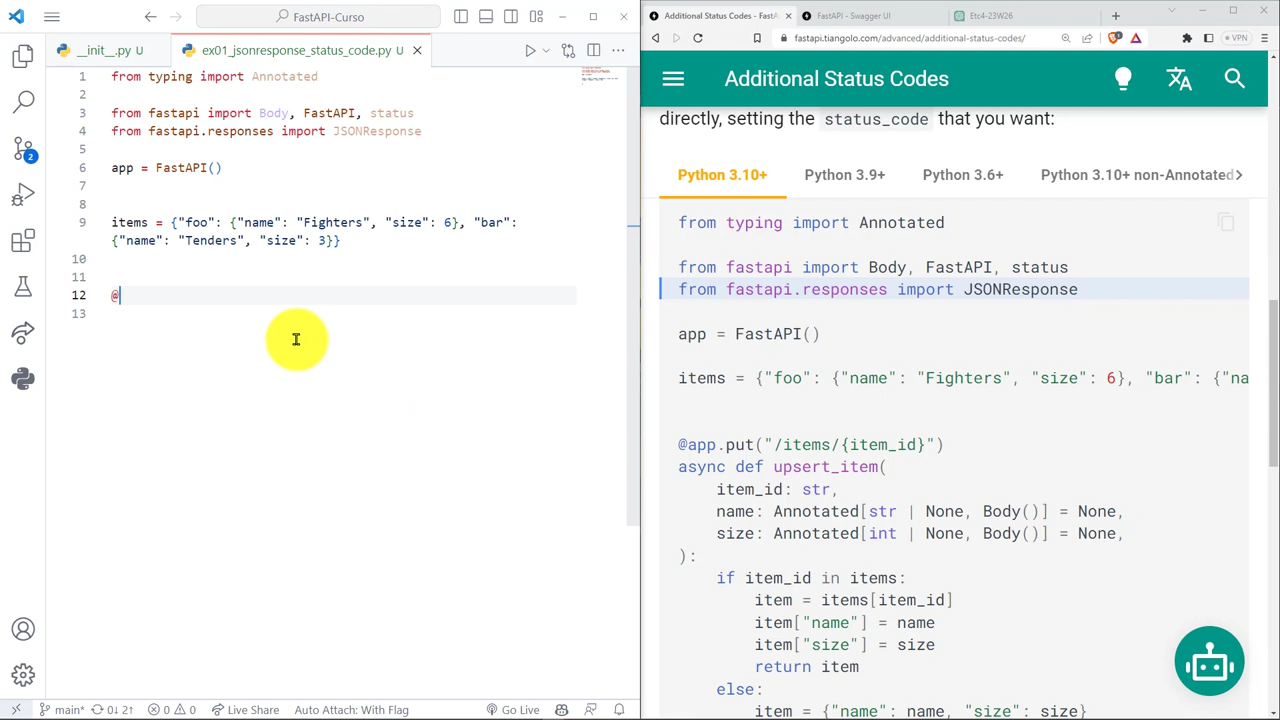 FastAPI-Curso
__init__.py U
ex01_jsonresponse_status_code.py U
1 from typing import Annotated
2
3 from fastapi import Body, FastAPI, status
4 from fastapi.responses import JSONResponse
5
6 app = FastAPI()
7
8
9 items = {"foo": {"name": "Fighters", "size": 6}, "bar":
{"name": "Tenders", "size": 3}}
10
11
12 @
13
2
main* 0↓ 2↑ 0 0 Live Share Auto Attach: With Flag Go Live
Additional Status Codes - FastA
FastAPI - Swagger UI
Etc4-23W26
fastapi.tiangolo.com/advanced/additional-status-codes/
VPN
Additional Status Codes
directly, setting the status_code that you want:
Python 3.10+ Python 3.9+ Python 3.6+ Python 3.10+ non-Annotated
from typing import Annotated
from fastapi import Body, FastAPI, status
from fastapi.responses import JSONResponse
app = FastAPI()
items = {"foo": {"name": "Fighters", "size": 6}, "bar": {"na
@app.put("/items/{item_id}")
async def upsert_item(
item_id: str,
name: Annotated[str | None, Body()] = None,
size: Annotated[int | None, Body()] = None,
):
if item_id in items:
item = items[item_id]
item["name"] = name
item["size"] = size
return item
else:
item = {"name": name, "size": size}